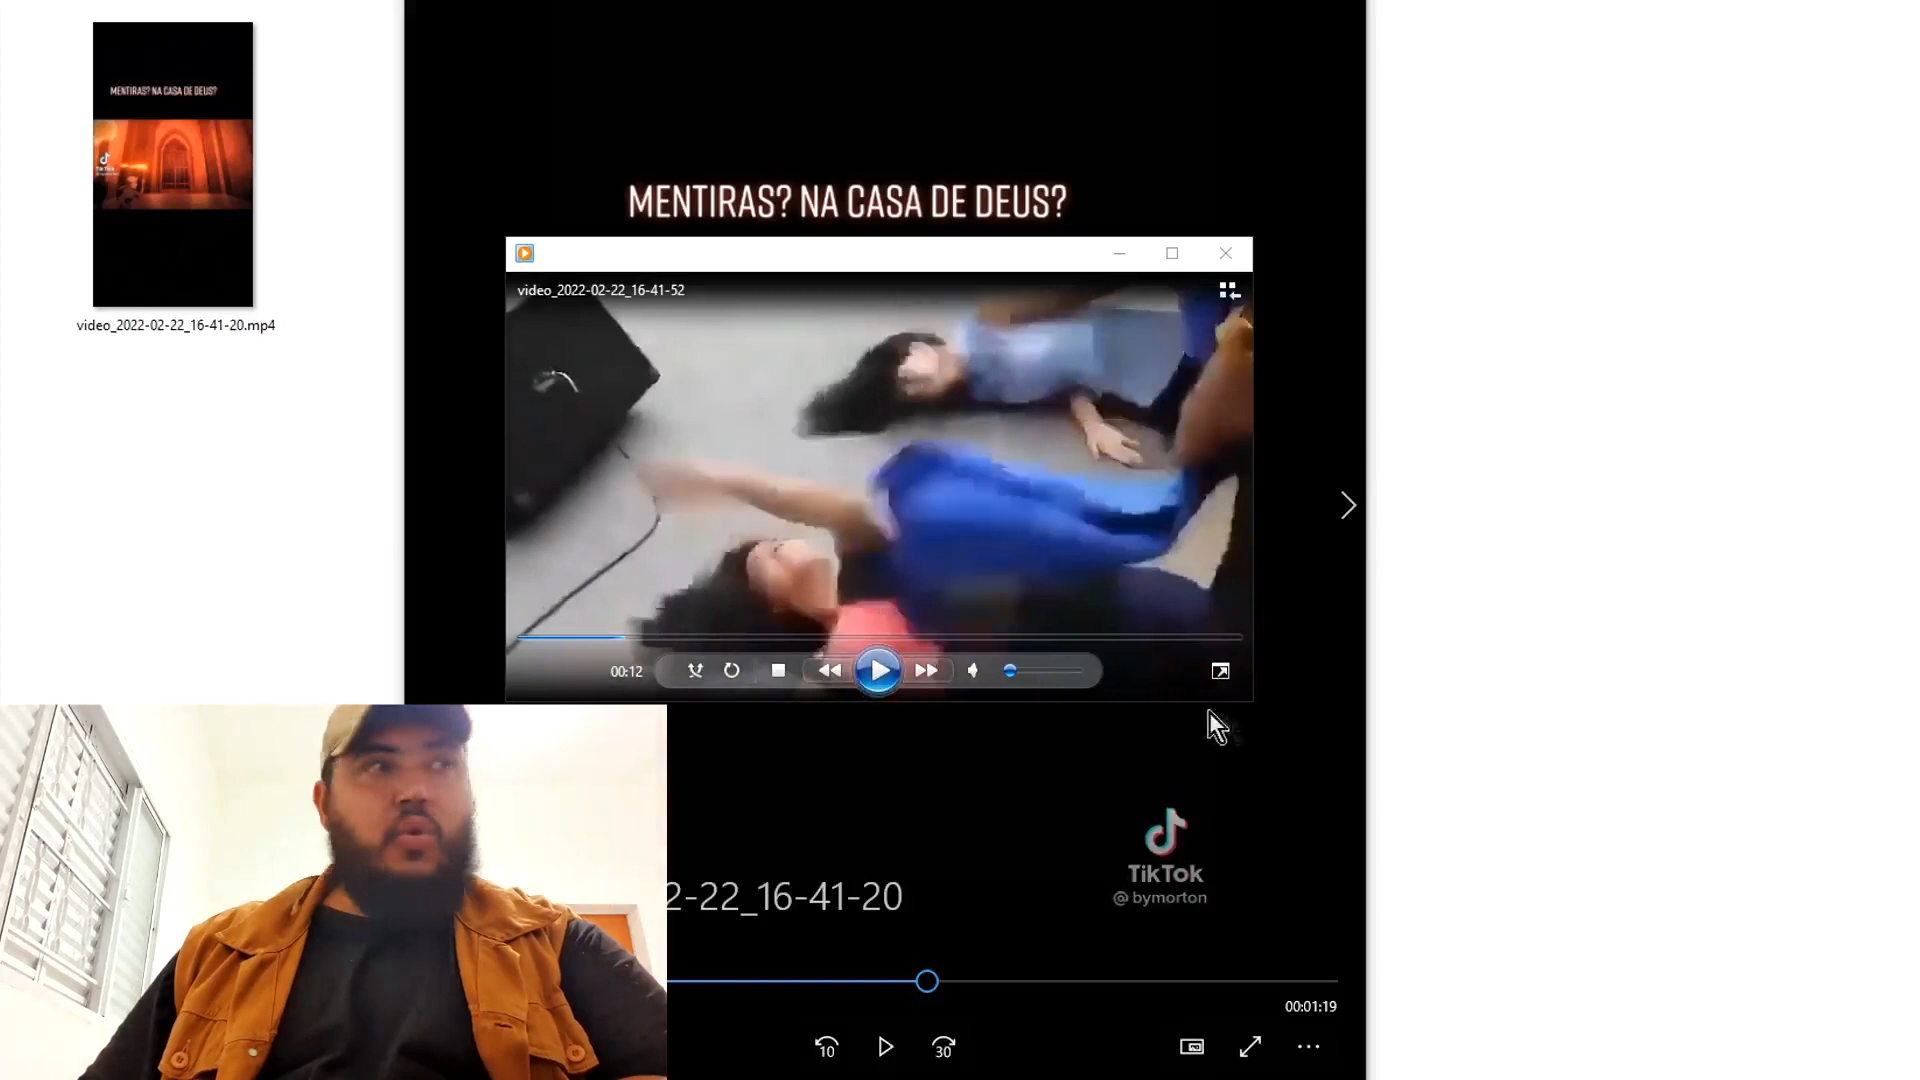 MENTIRAS? NA CASA DE DEUS?
TikTok
video_2022-02-22_16-41-20.mp4
MENTIRAS? NA CASA DE DEUS?
video_2022-02-22_16-41-52
00:12
TikTok
@bymorton
2-22_16-41-20
00:01:19
10
30